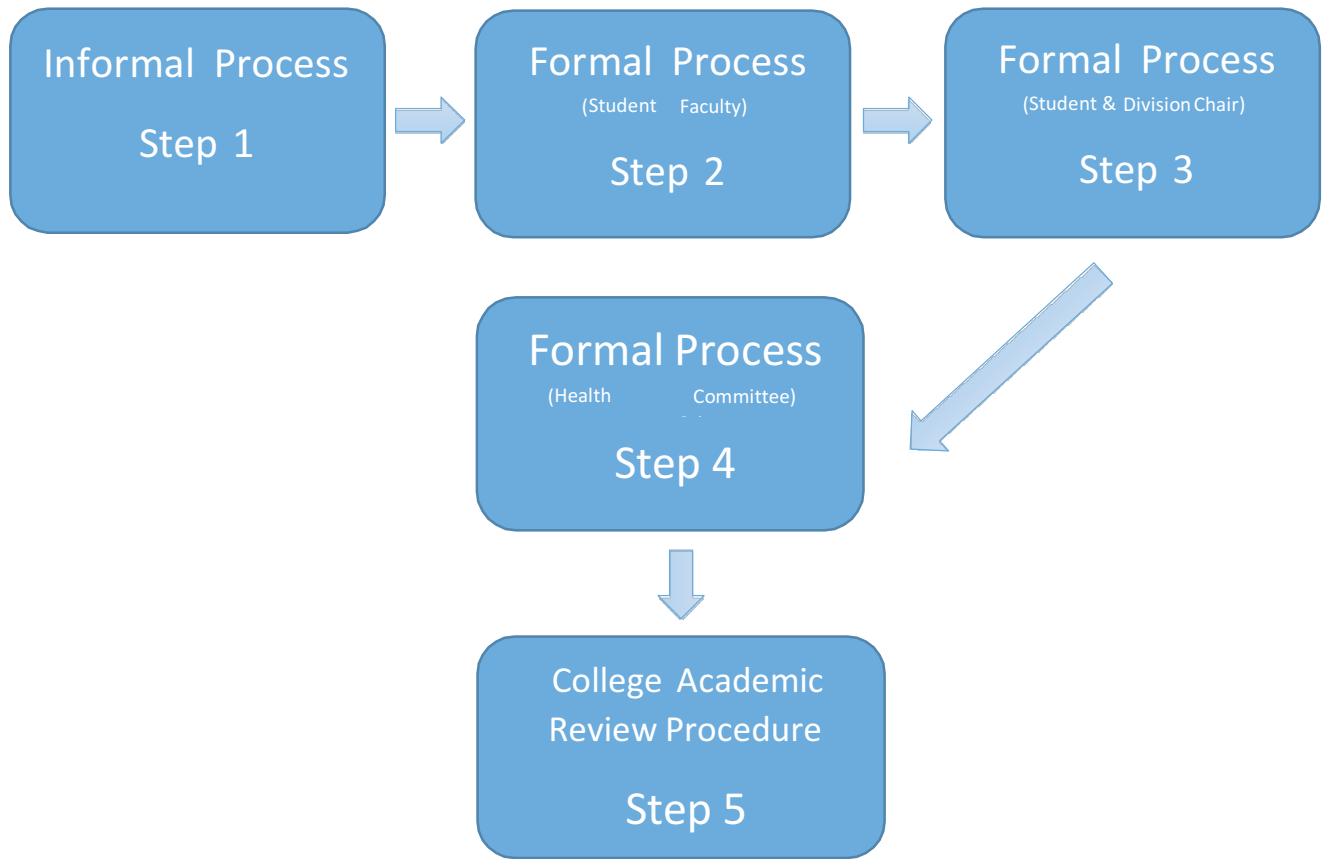 Informal Process
Step 1
Formal Process
(Student Faculty)
Step 2
Formal Process
(Student & Division Chair)
Step 3
Formal Process
(Health Committee)
Step 4
College Academic
Review Procedure
Step 5